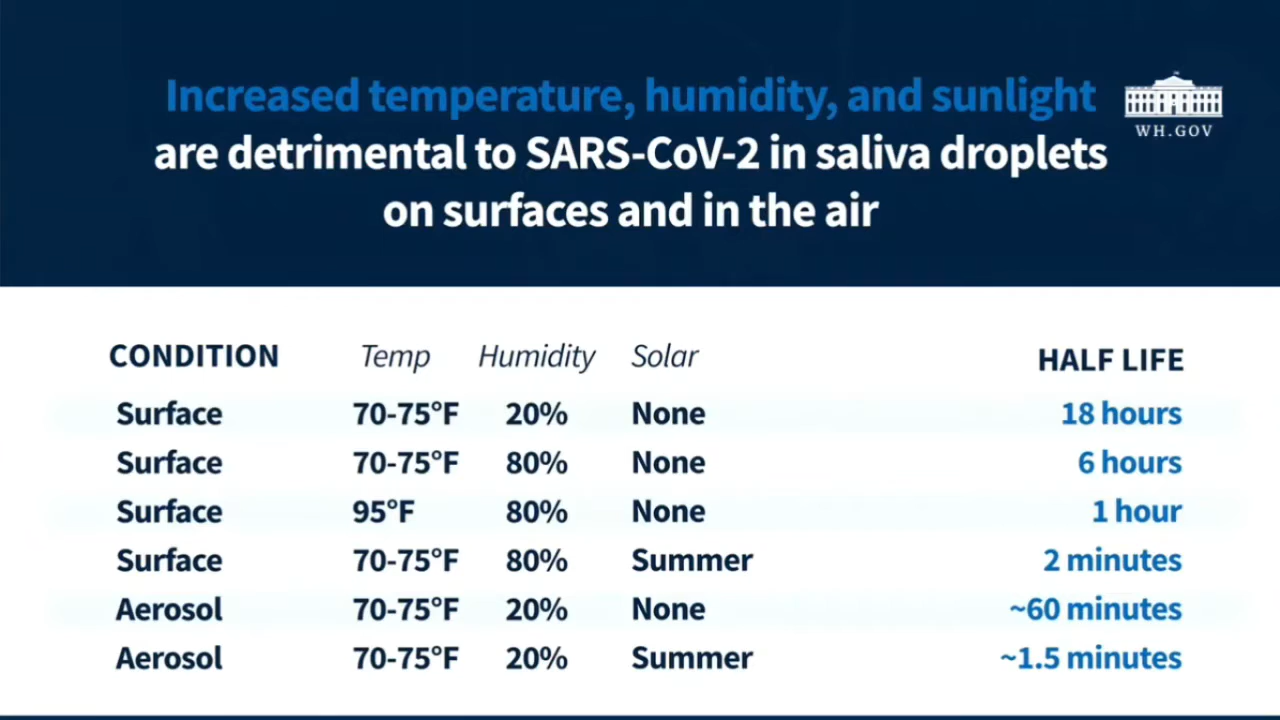 Increased temperature, humidity, and sunlight
are detrimental to SARS-CoV-2 in saliva droplets
on surfaces and in the air
WH.GOV
CONDITION Temp Humidity Solar HALF LIFE
Surface 70-75°F 20% None 18 hours
Surface 70-75°F 80% None 6 hours
Surface 95°F 80% None 1 hour
Surface 70-75°F 80% Summer 2 minutes
Aerosol 70-75°F 20% None ~60 minutes
Aerosol 70-75°F 20% Summer ~1.5 minutes